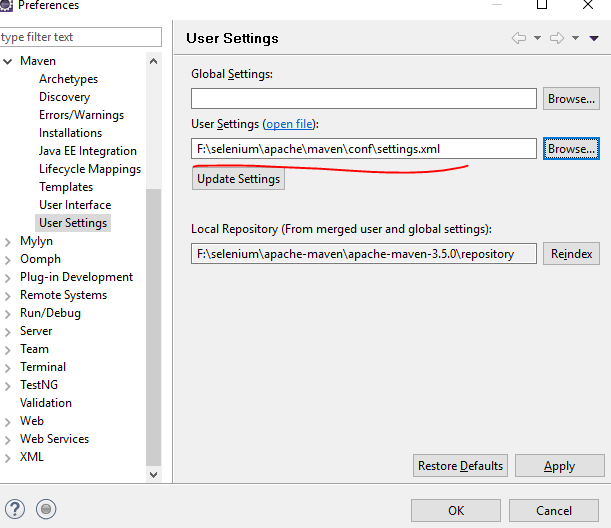 Preferences
type filter text
User Settings
Maven
Archetypes
Discovery
Errors/Warnings
Installations
Java EE Integration
Lifecycle Mappings
Templates
User Interface
User Settings
Mylyn
Oomph
Plug-in Development
Remote Systems
Run/Debug
Server
Team
Terminal
TestNG
Validation
Web
Web Services
XML
Global Settings:
Browse...
User Settings (open file):
F:\selenium\apache\maven\conf\settings.xml
Browse...
Update Settings
Local Repository (From merged user and global settings):
F:\selenium\apache-maven\apache-maven-3.5.0\repository
Reindex
Restore Defaults
Apply
?
OK
Cancel